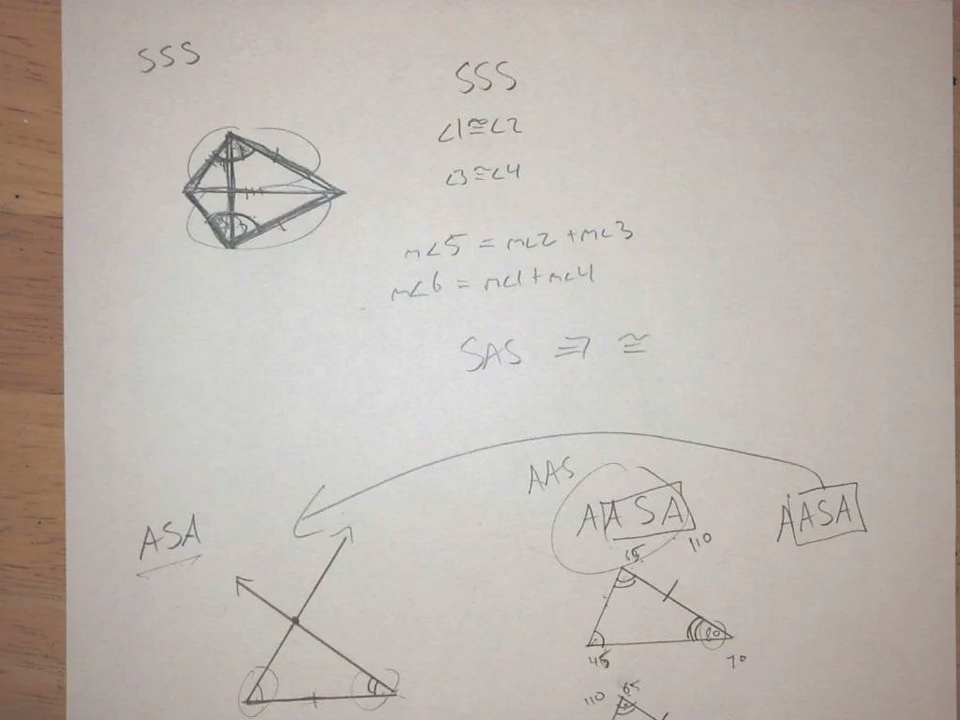 SSS
SSS
∠1≅∠2
∠3≅∠4
m∠5 = m∠2 + m∠3
m∠6 = m∠1 + m∠4
SAS ⇒ ≅
AAS
AASA
AASA
ASA
110
65
45
70
110 65